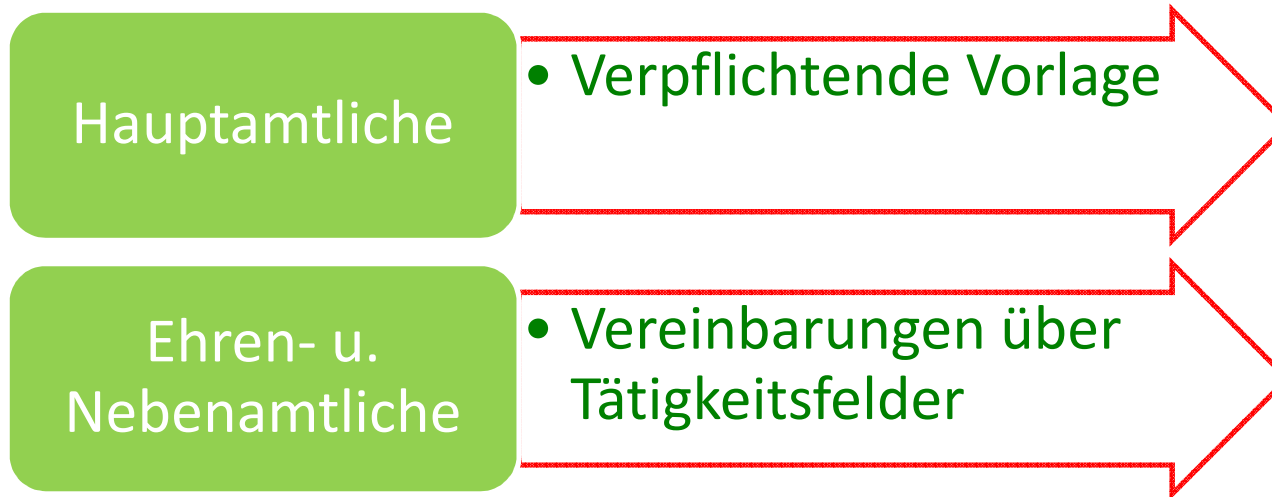 Hauptamtliche
• Verpflichtende Vorlage
Ehren- u.
Nebenamtliche
• Vereinbarungen über
Tätigkeitsfelder